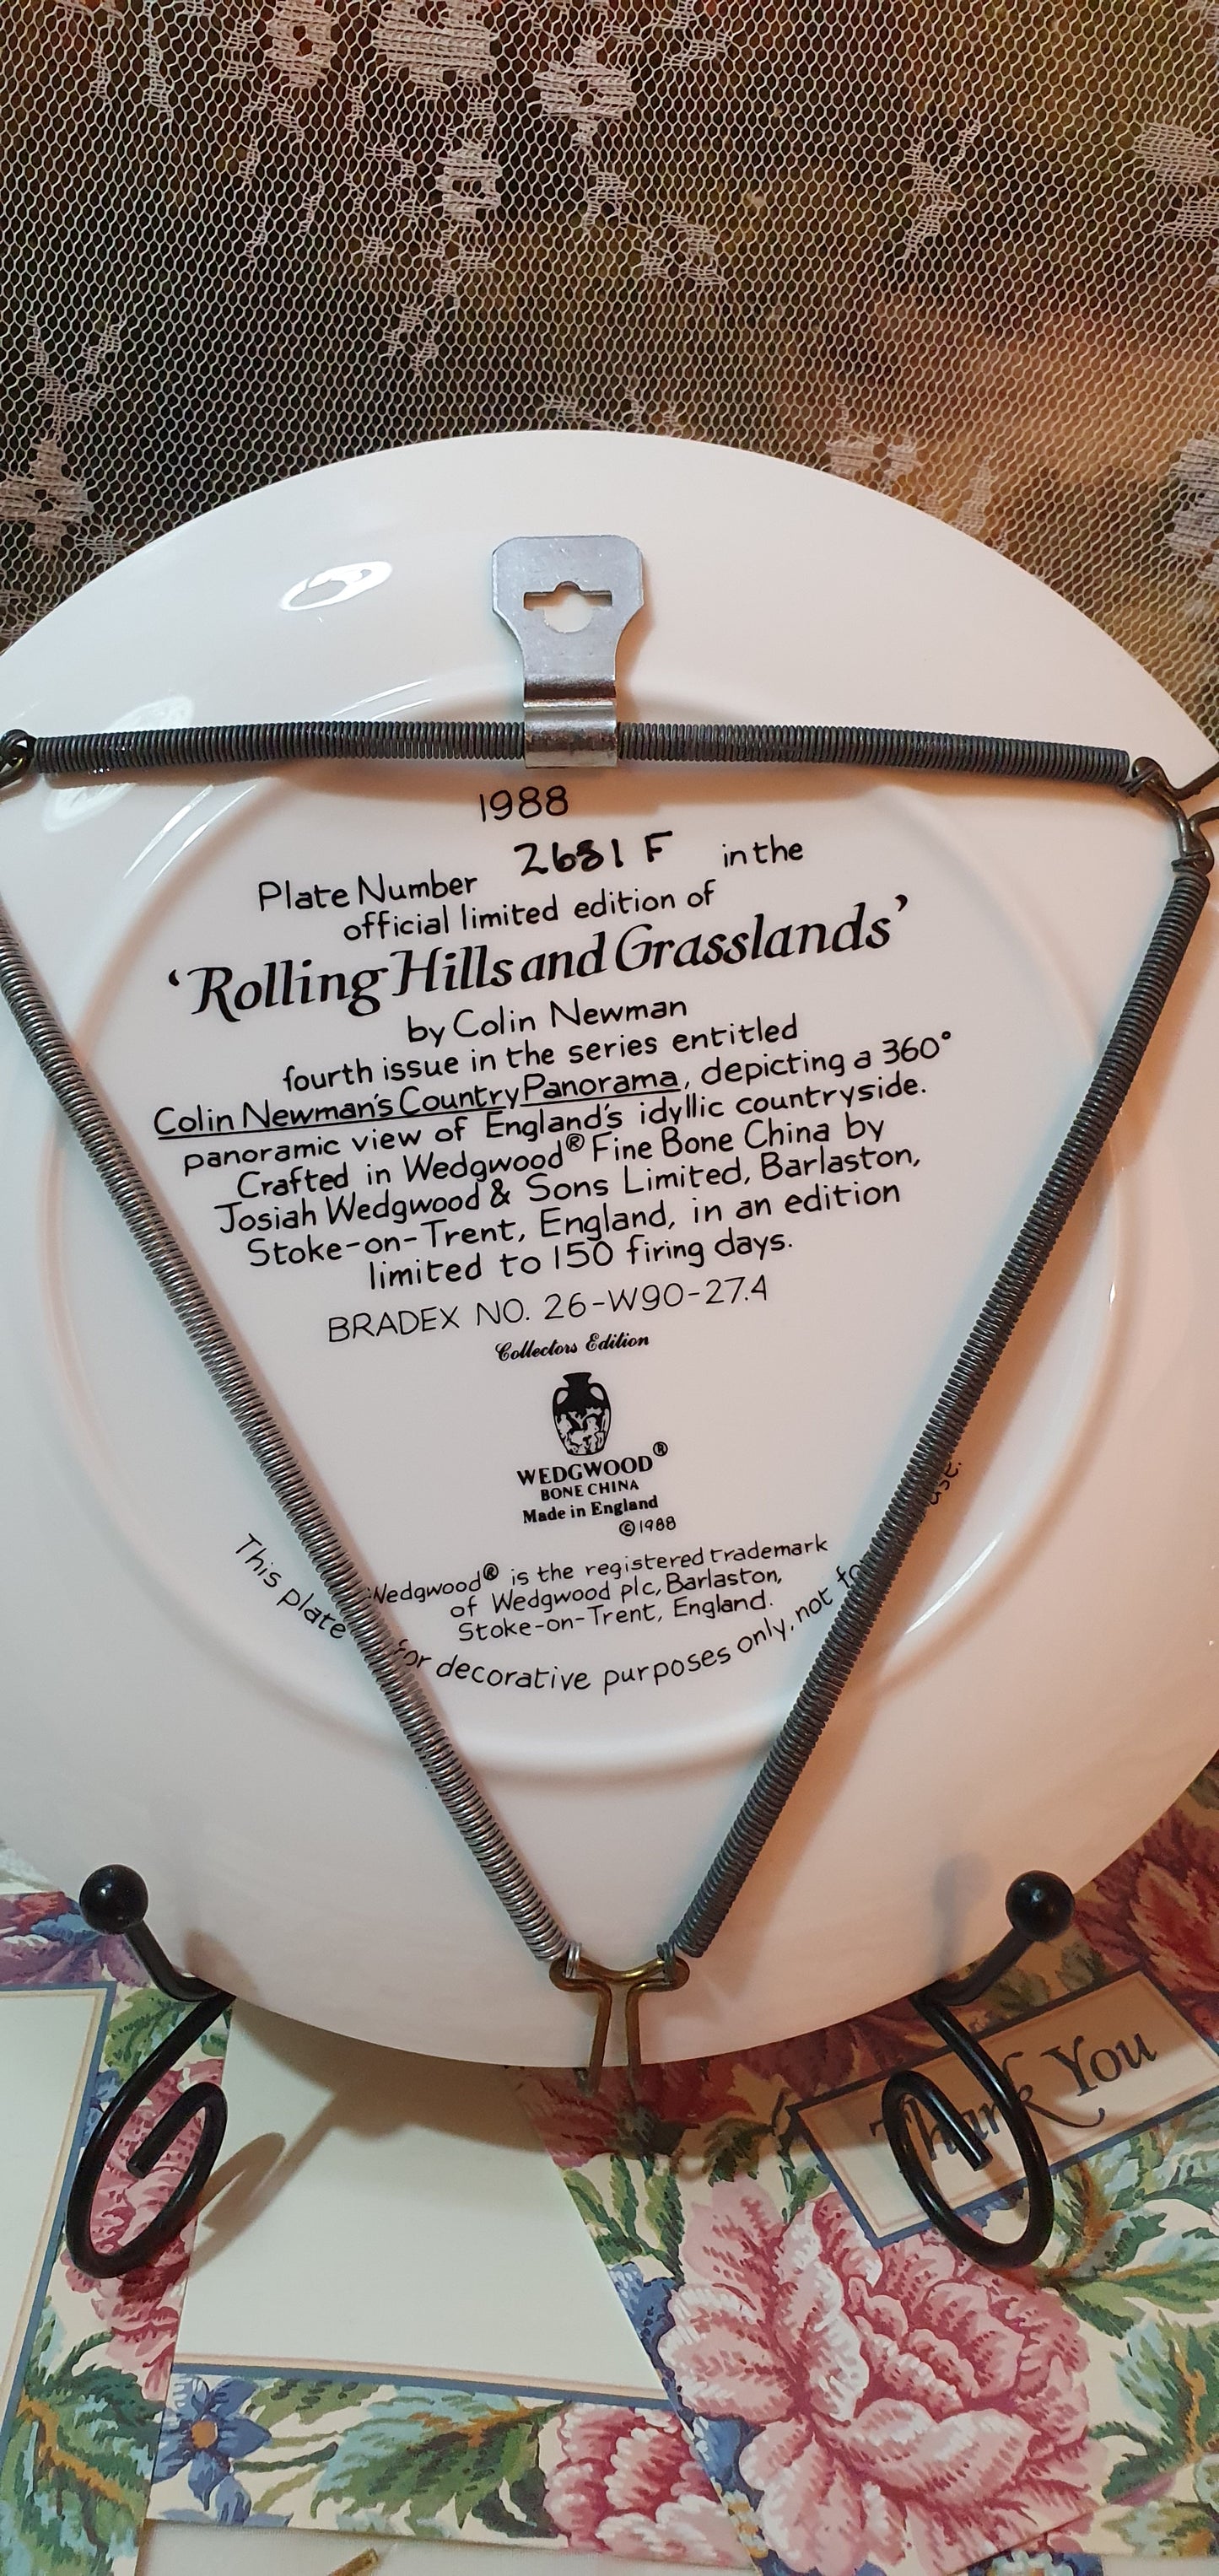 1988
Plate Number 2681 F in the
official limited edition of
'Rolling Hills and Grasslands'
by Colin Newman
fourth issue in the series entitled
Colin Newman's Country Panorama, depicting a 360°
panoramic view of England's idyllic countryside.
Crafted in Wedgwood® Fine Bone China by
Josiah Wedgwood & Sons Limited, Barlaston,
Stoke-on-Trent, England, in an edition
limited to 150 firing days.
BRADEX NO. 26-W90-27.4
Collectors Edition
WEDGWOOD®
BONE CHINA
Made in England
©1988
Wedgwood® is the registered trademark
of Wedgwood plc, Barlaston,
Stoke-on-Trent, England.
This plate for decorative purposes only, not
Thank You